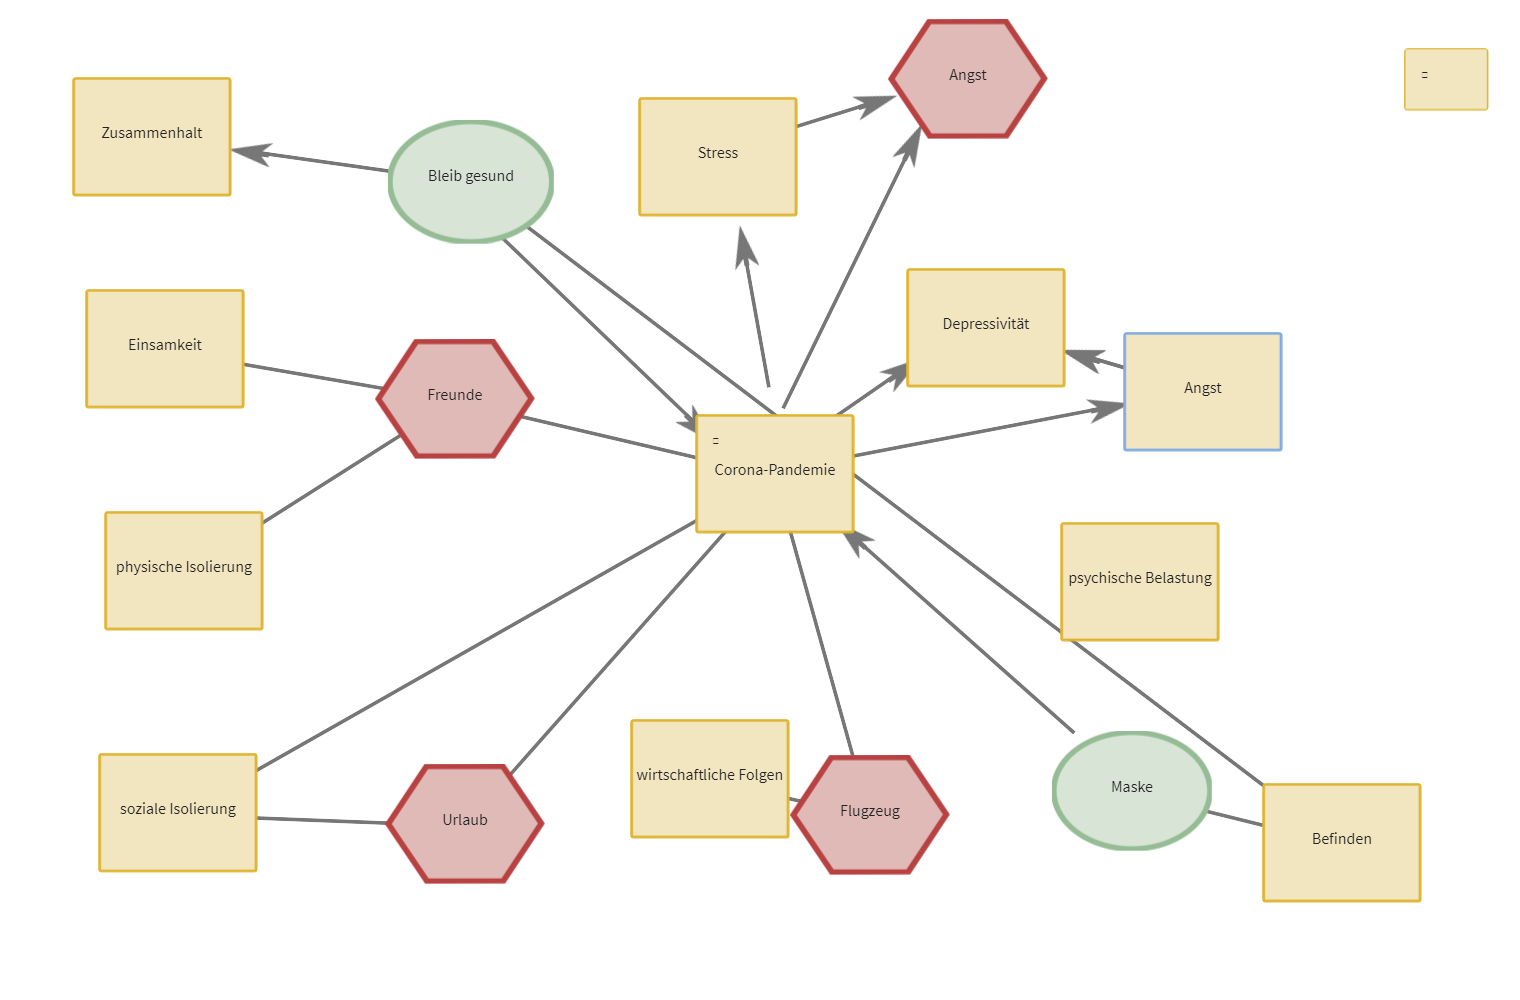 Angst
Zusammenhalt
Stress
Bleib gesund
Depressivität
Einsamkeit
Freunde
Angst
Corona-Pandemie
physische Isolierung
psychische Belastung
wirtschaftliche Folgen
Maske
soziale Isolierung
Urlaub
Flugzeug
Befinden